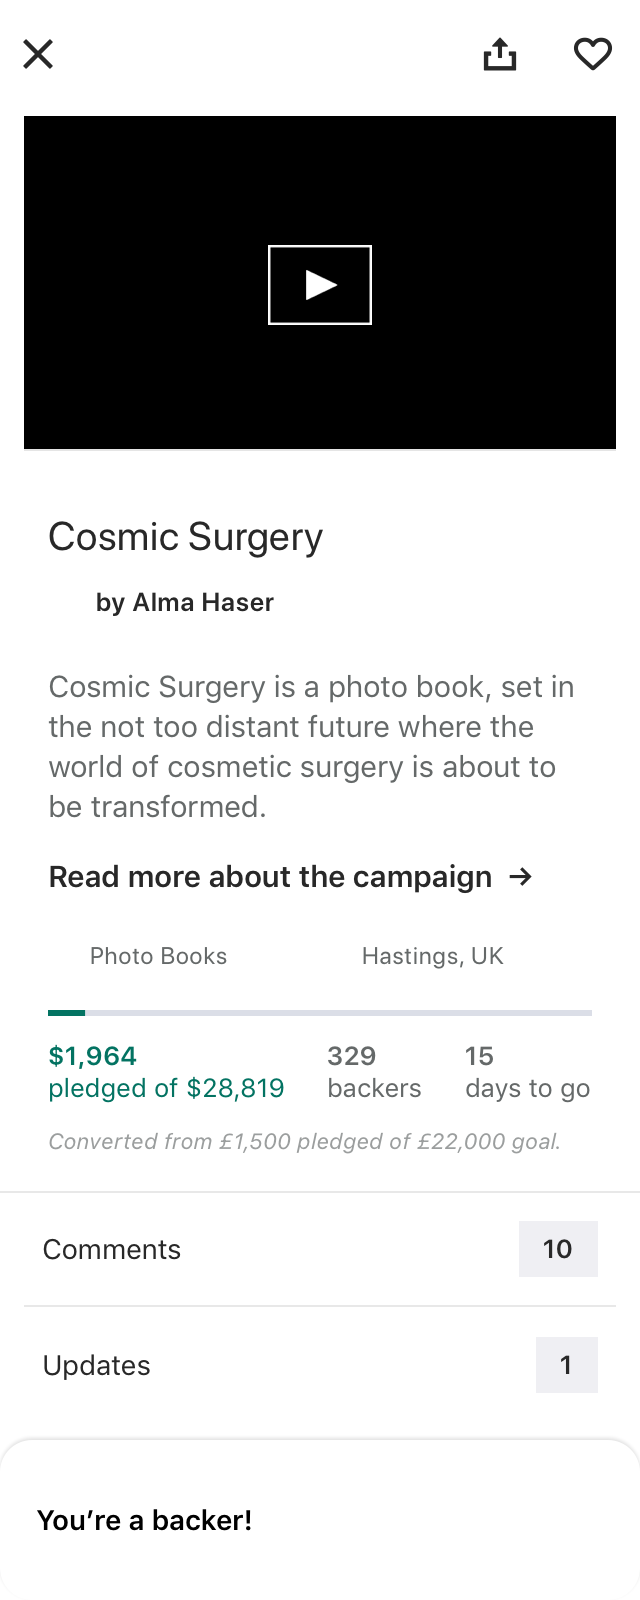 Cosmic Surgery
by Alma Haser
Cosmic Surgery is a photo book, set in
the not too distant future where the
world of cosmetic surgery is about to
be transformed.
Read more about the campaign →
Photo Books
Hastings, UK
$1,964
pledged of $28,819
329
backers
15
days to go
Converted from £1,500 pledged of £22,000 goal.
Comments
10
Updates
1
You’re a backer!